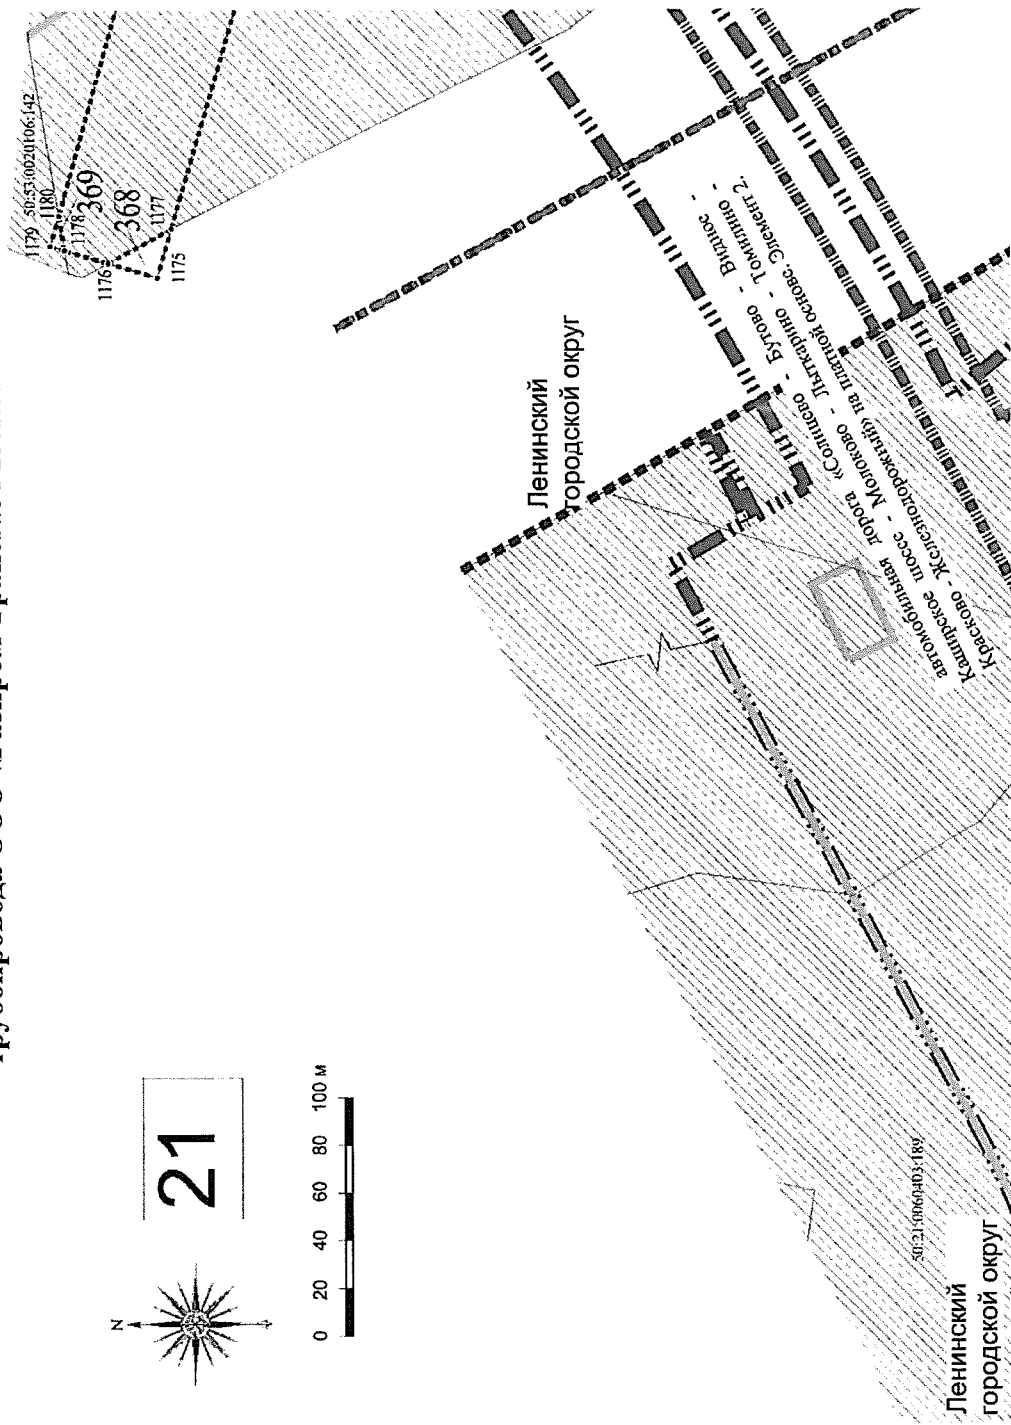 трубопровода ООО
21
N
0 20 40 60 80 100 м
1179 50:53:0020106:142
1180
1178
369
368
1177
1176
1175
Ленинский
городской округ
автомобильная дорога «Солнцево - Бутово - Видное -
Каширское шоссе - Молоково - Лыткарино - Томилино -
Красково - Железнодорожный» на платной основе. Элемент 2.
50:21:0060403:189
Ленинский
городской округ